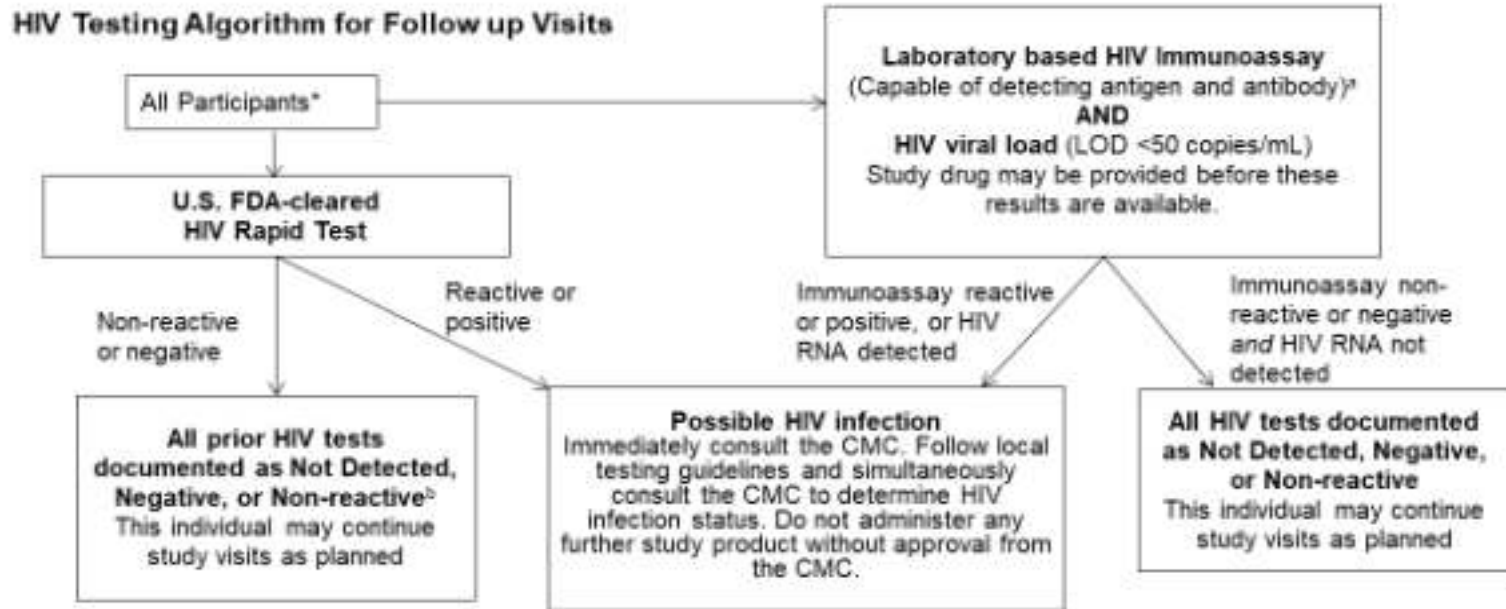 HIV Testing Algorithm for Follow up Visits
All Participants*
U.S. FDA-cleared
HIV Rapid Test
Laboratory based HIV Immunoassay
(Capable of detecting antigen and antibody)ᵃ
AND
HIV viral load (LOD <50 copies/mL)
Study drug may be provided before these
results are available.
Non-reactive
or negative
Reactive or
positive
Immunoassay reactive
or positive, or HIV
RNA detected
Immunoassay non-
reactive or negative
and HIV RNA not
detected
All prior HIV tests
documented as Not Detected,
Negative, or Non-reactiveᵇ
This individual may continue
study visits as planned
Possible HIV infection
Immediately consult the CMC. Follow local
testing guidelines and simultaneously
consult the CMC to determine HIV
infection status. Do not administer any
further study product without approval from
the CMC.
All HIV tests documented
as Not Detected, Negative,
or Non-reactive
This individual may continue
study visits as planned